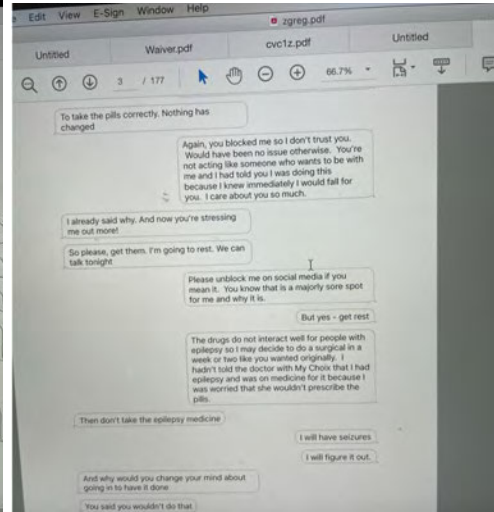 Edit View E-Sign Window Help
zgreg.pdf
Untitled Waiver.pdf cvc1z.pdf Untitled
3 / 177 66.7%
To take the pills correctly. Nothing has
changed
Again, you blocked me so I don't trust you.
Would have been no issue otherwise. You're
not acting like someone who wants to be with
me and I had told you I was doing this
because I knew immediately I would fall for
you. I care about you so much.
I already said why. And now you're stressing
me out more!
So please, get them. I'm going to rest. We can
talk tonight
Please unblock me on social media if you
mean it. You know that is a majorly sore spot
for me and why it is.
But yes - get rest
The drugs do not interact well for people with
epilepsy so I may decide to do a surgical in a
week or two like you wanted originally. I
hadn't told the doctor with My Choix that I had
epilepsy and was on medicine for it because I
was worried that she wouldn't prescribe the
pills.
Then don't take the epilepsy medicine
I will have seizures
I will figure it out.
And why would you change your mind about
going in to have it done
You said you wouldn't do that